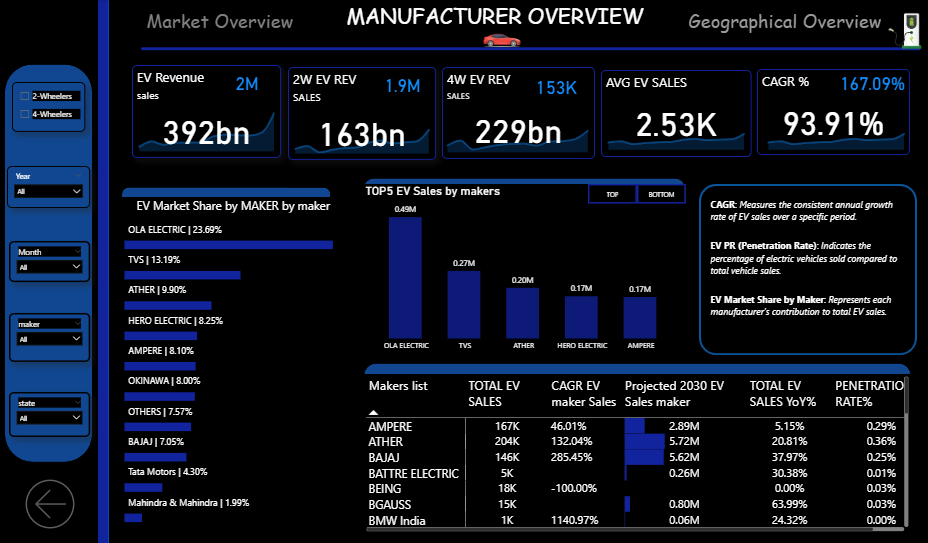 Market Overview
MANUFACTURER OVERVIEW
Geographical Overview
2-Wheelers
4-Wheelers
Year
All
Month
All
maker
All
state
All
EV Revenue
sales
2M
392bn
2W EV REV
SALES
1.9M
163bn
4W EV REV
SALES
153K
229bn
AVG EV SALES
2.53K
CAGR %
167.09%
93.91%
EV Market Share by MAKER by maker
OLA ELECTRIC | 23.69%
TVS | 13.19%
ATHER | 9.90%
HERO ELECTRIC | 8.25%
AMPERE | 8.10%
OKINAWA | 8.00%
OTHERS | 7.57%
BAJAJ | 7.05%
Tata Motors | 4.30%
Mahindra & Mahindra | 1.99%
TOP5 EV Sales by makers
TOP
BOTTOM
0.49M
0.27M
0.20M
0.17M
0.17M
OLA ELECTRIC
TVS
ATHER
HERO ELECTRIC
AMPERE
CAGR: Measures the consistent annual growth
rate of EV sales over a specific period.
EV PR (Penetration Rate): Indicates the
percentage of electric vehicles sold compared to
total vehicle sales.
EV Market Share by Maker: Represents each
manufacturer's contribution to total EV sales.
Makers list TOTAL EV SALES CAGR EV maker Sales Projected 2030 EV Sales maker TOTAL EV SALES YoY% PENETRATIO RATE%
AMPERE 167K 46.01% 2.89M 5.15% 0.29%
ATHER 204K 132.04% 5.72M 20.81% 0.36%
BAJAJ 146K 285.45% 5.62M 37.97% 0.25%
BATTRE ELECTRIC 5K 0.26M 30.38% 0.01%
BEING 18K -100.00% 0.00% 0.03%
BGAUSS 15K 0.80M 63.99% 0.03%
BMW India 1K 1140.97% 0.06M 24.32% 0.00%